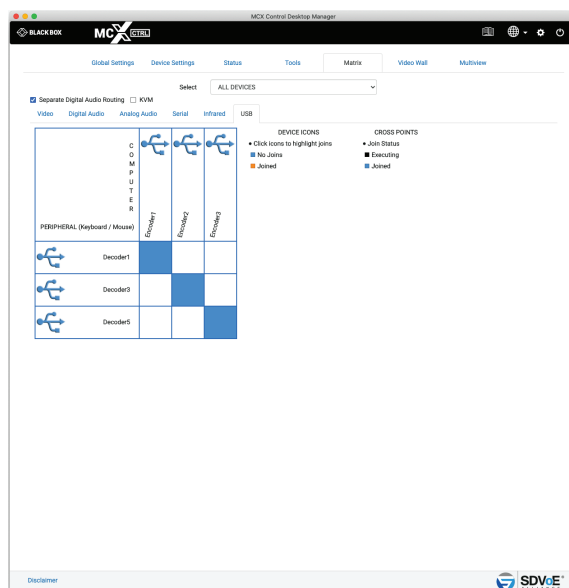 MCX Control Desktop Manager
BLACK BOX
MCX CTRL
Global Settings Device Settings Status Tools Matrix Video Wall Multiview
Select ALL DEVICES
Separate Digital Audio Routing KVM
Video Digital Audio Analog Audio Serial Infrared USB
COMPUTER
PERIPHERAL (Keyboard / Mouse)
Encoder1
Encoder2
Encoder3
Decoder1
Decoder3
Decoder5
DEVICE ICONS
• Click icons to highlight joins
No Joins
Joined
CROSS POINTS
• Join Status
Executing
Joined
Disclaimer
SDVoE